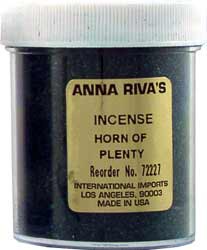 ANNA RIVA'S
INCENSE
HORN OF
PLENTY
Reorder No. 72227
INTERNATIONAL IMPORTS
LOS ANGELES, 90003
MADE IN USA